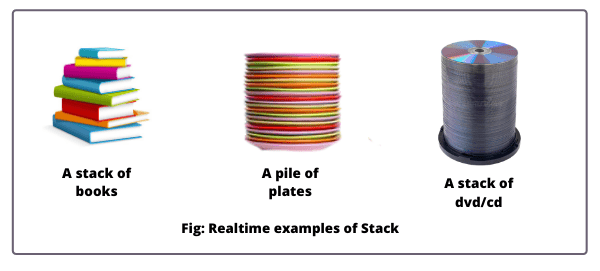 A stack of
books
A pile of
plates
A stack of
dvd/cd
Fig: Realtime examples of Stack